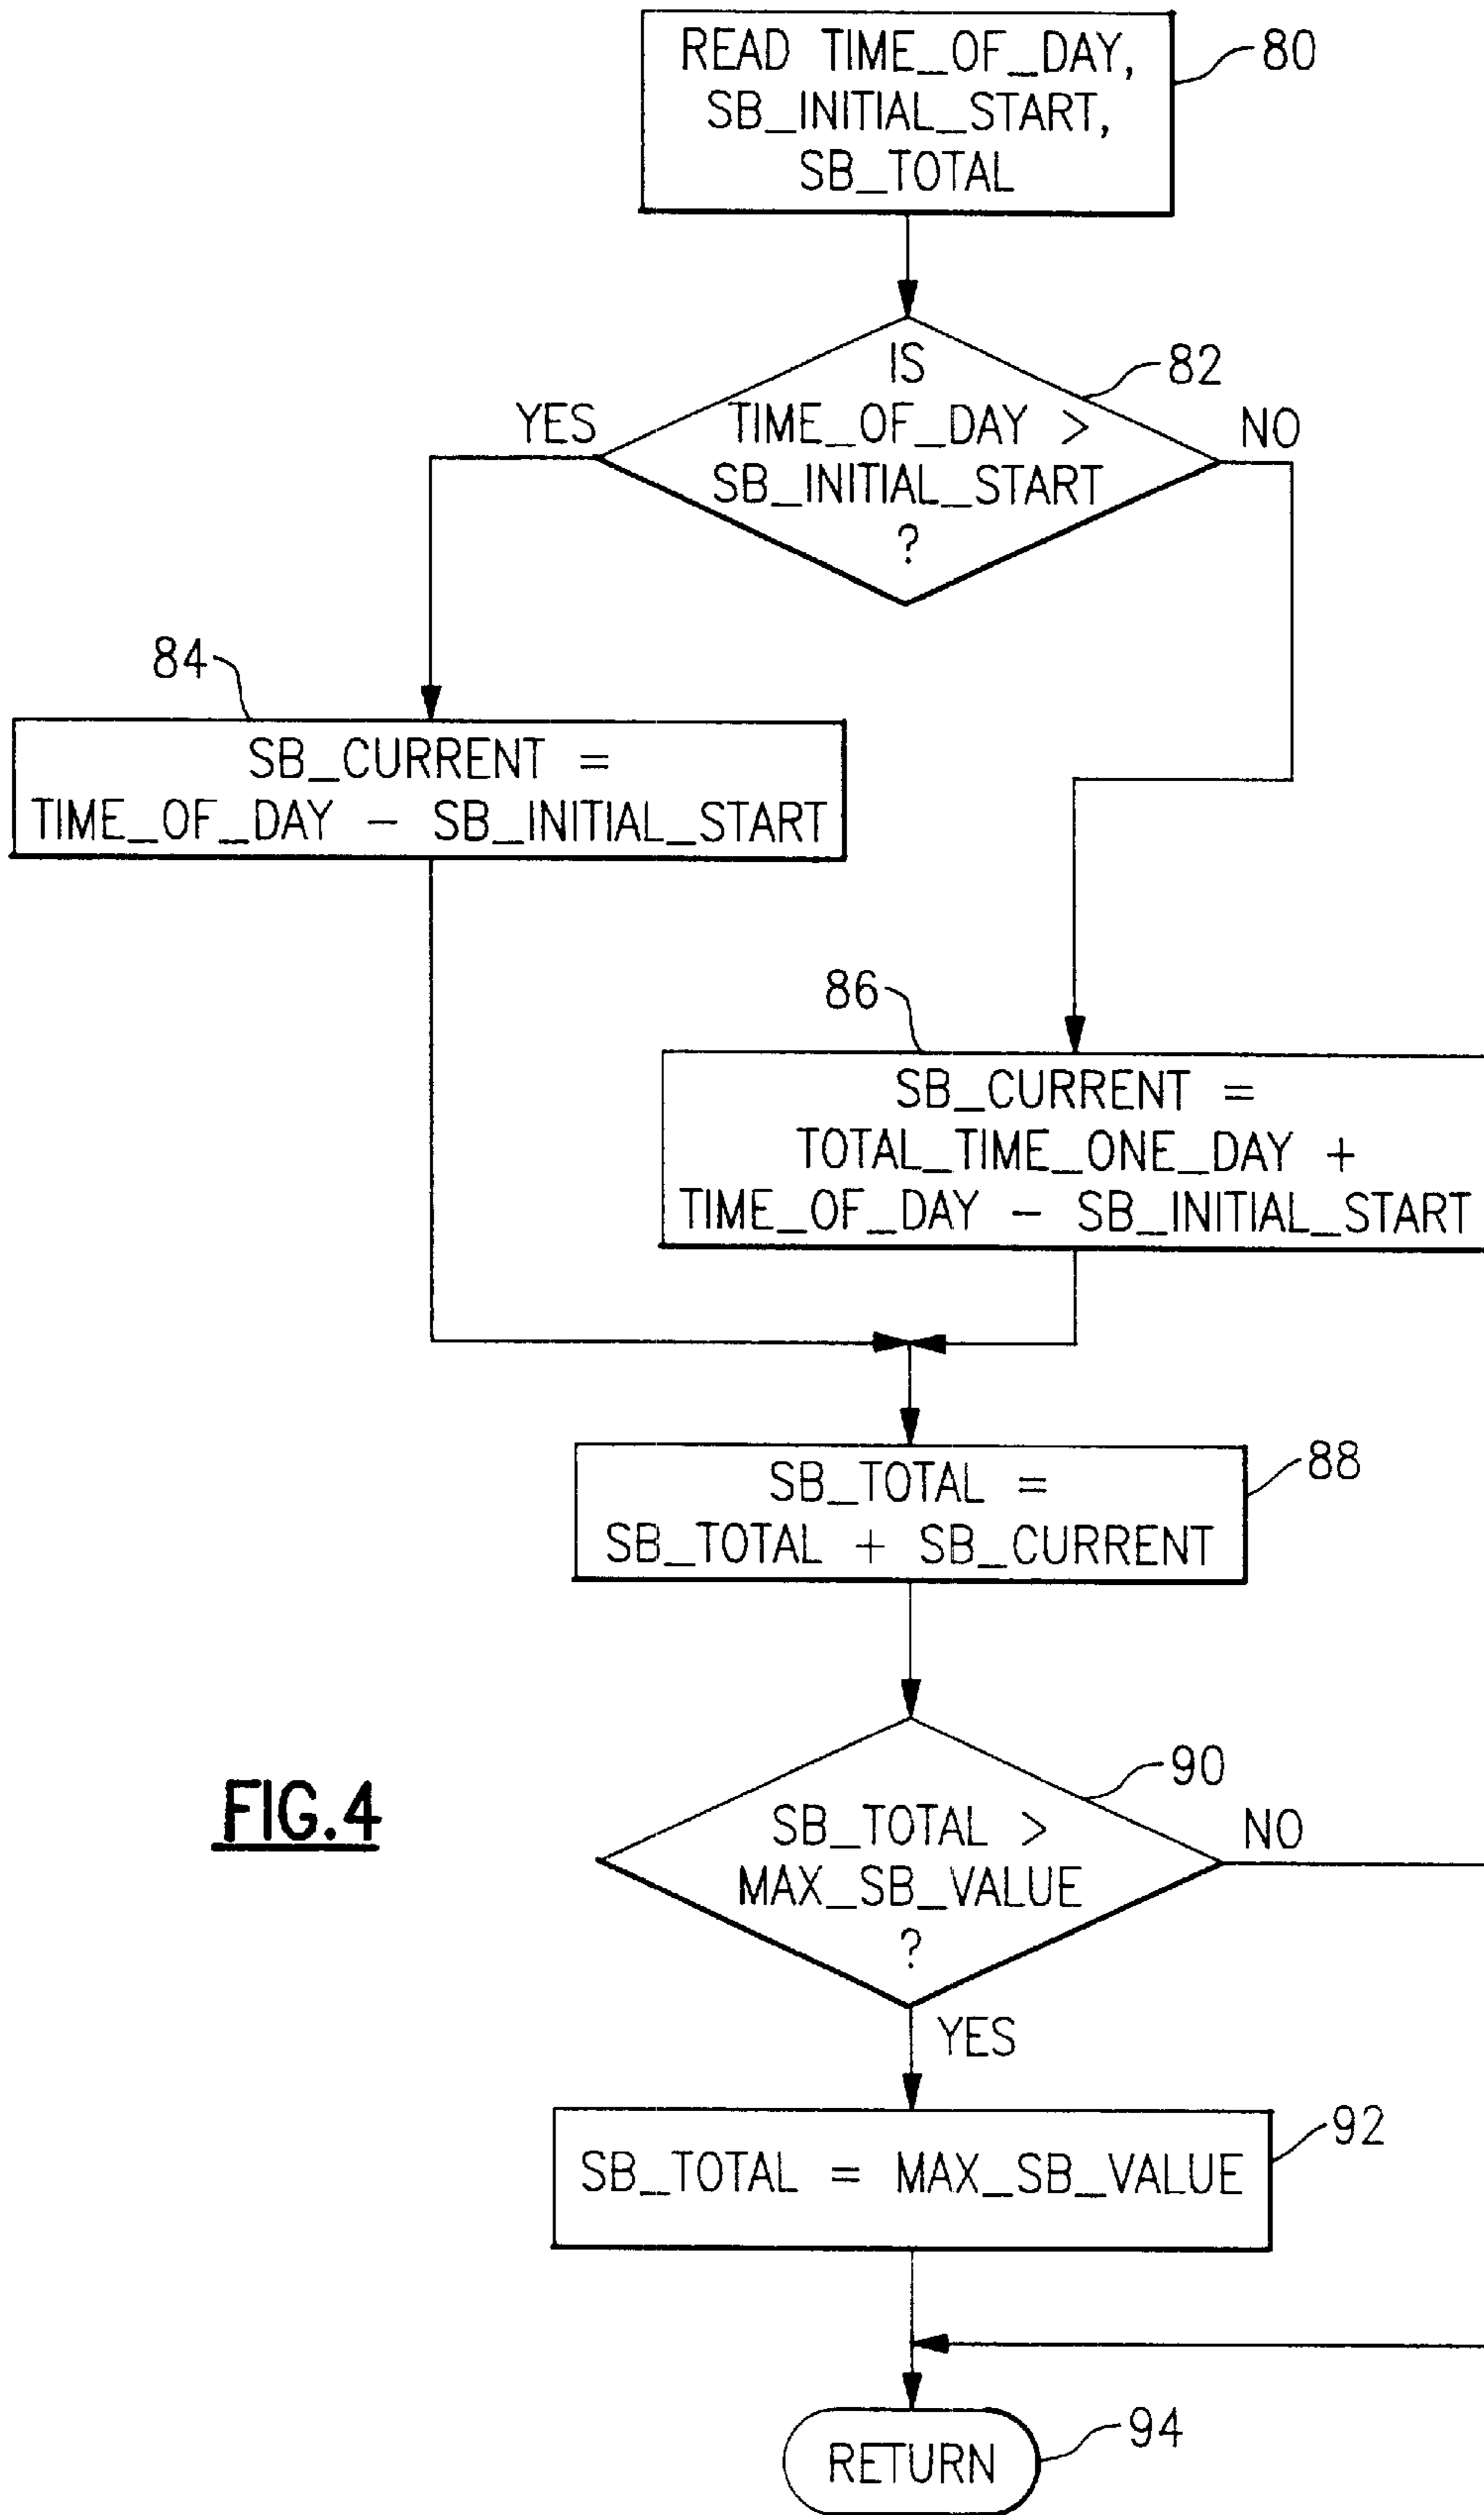 READ TIME_OF_DAY,
SB_INITIAL_START,
SB_TOTAL
80
IS
TIME_OF_DAY >
SB_INITIAL_START
?
82
YES
NO
84
SB_CURRENT =
TIME_OF_DAY - SB_INITIAL_START
86
SB_CURRENT =
TOTAL_TIME_ONE_DAY +
TIME_OF_DAY - SB_INITIAL_START
SB_TOTAL =
SB_TOTAL + SB_CURRENT
88
90
SB_TOTAL >
MAX_SB_VALUE
?
NO
FIG.4
YES
92
SB_TOTAL = MAX_SB_VALUE
94
RETURN